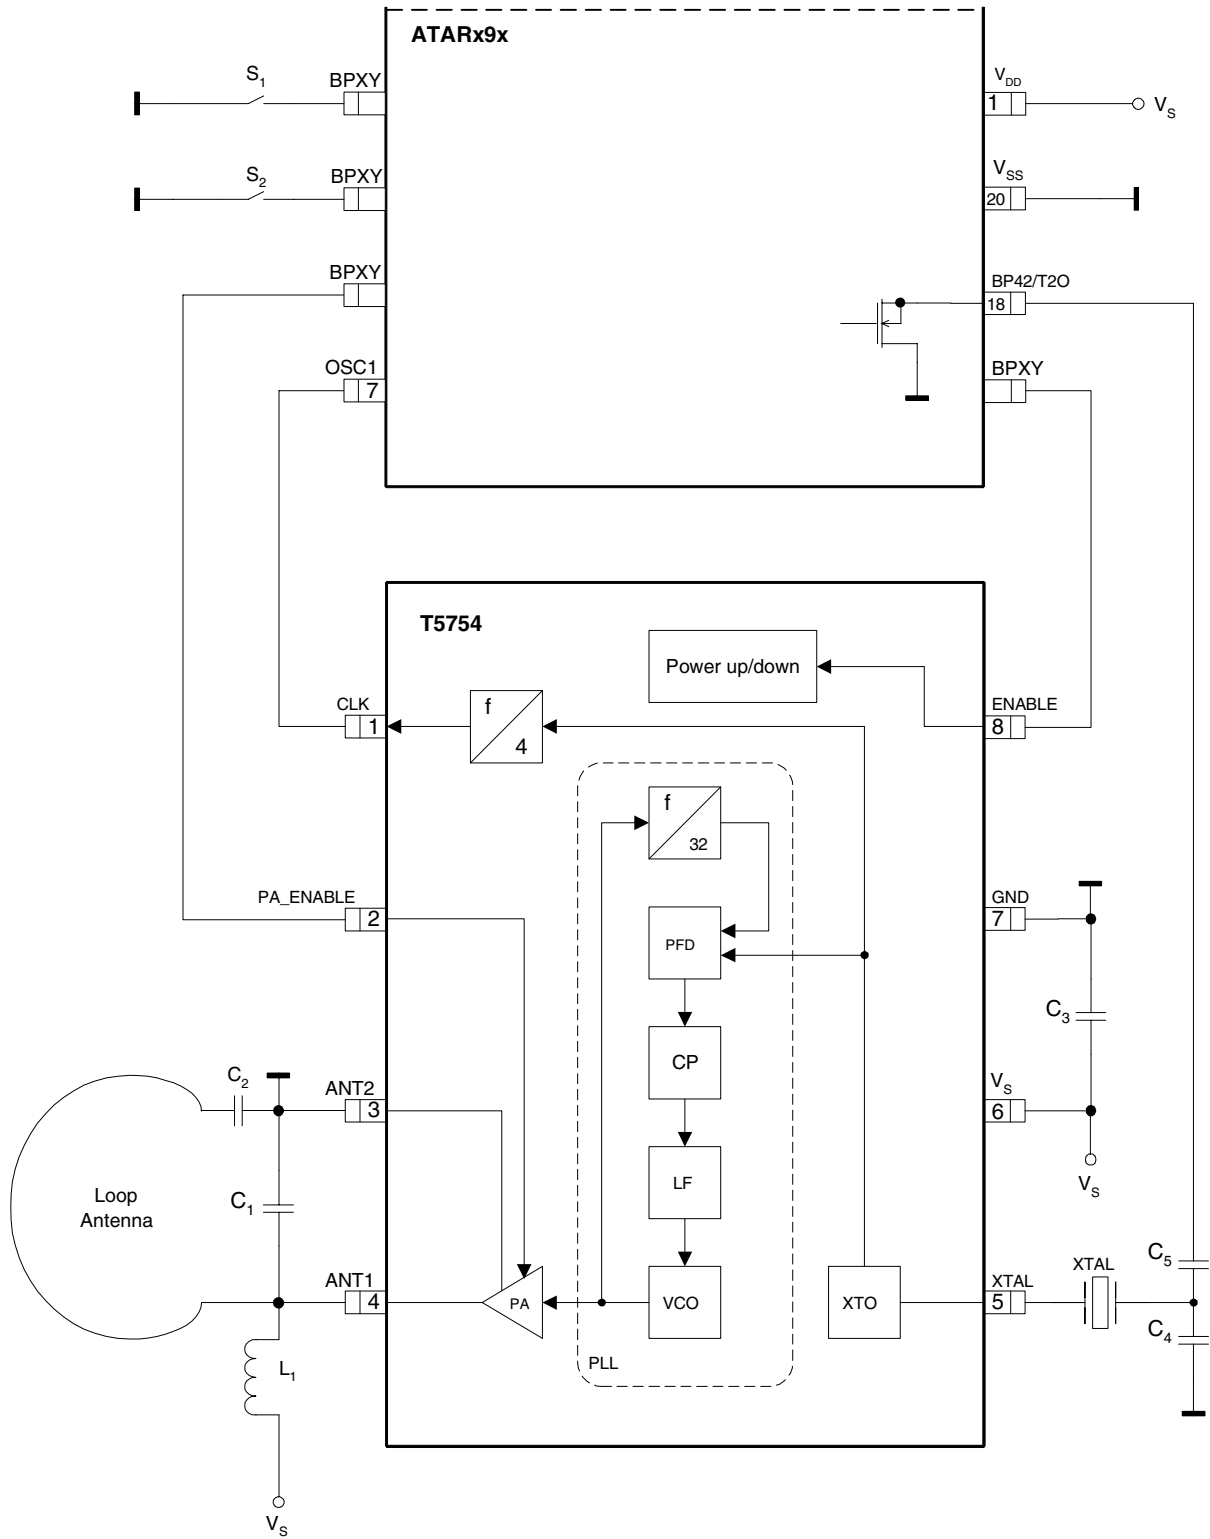 ATARx9x
S1
BPXY
VDD
1
VS
S2
BPXY
VSS
20
BPXY
BP42/T2O
18
OSC1
7
BPXY
T5754
Power up/down
CLK
1
f
4
ENABLE
8
f
32
PA_ENABLE
2
GND
7
PFD
C3
CP
C2
ANT2
3
VS
6
LF
Loop
Antenna
C1
VS
C5
ANT1
4
PA
VCO
XTO
XTAL
5
XTAL
C4
PLL
L1
VS